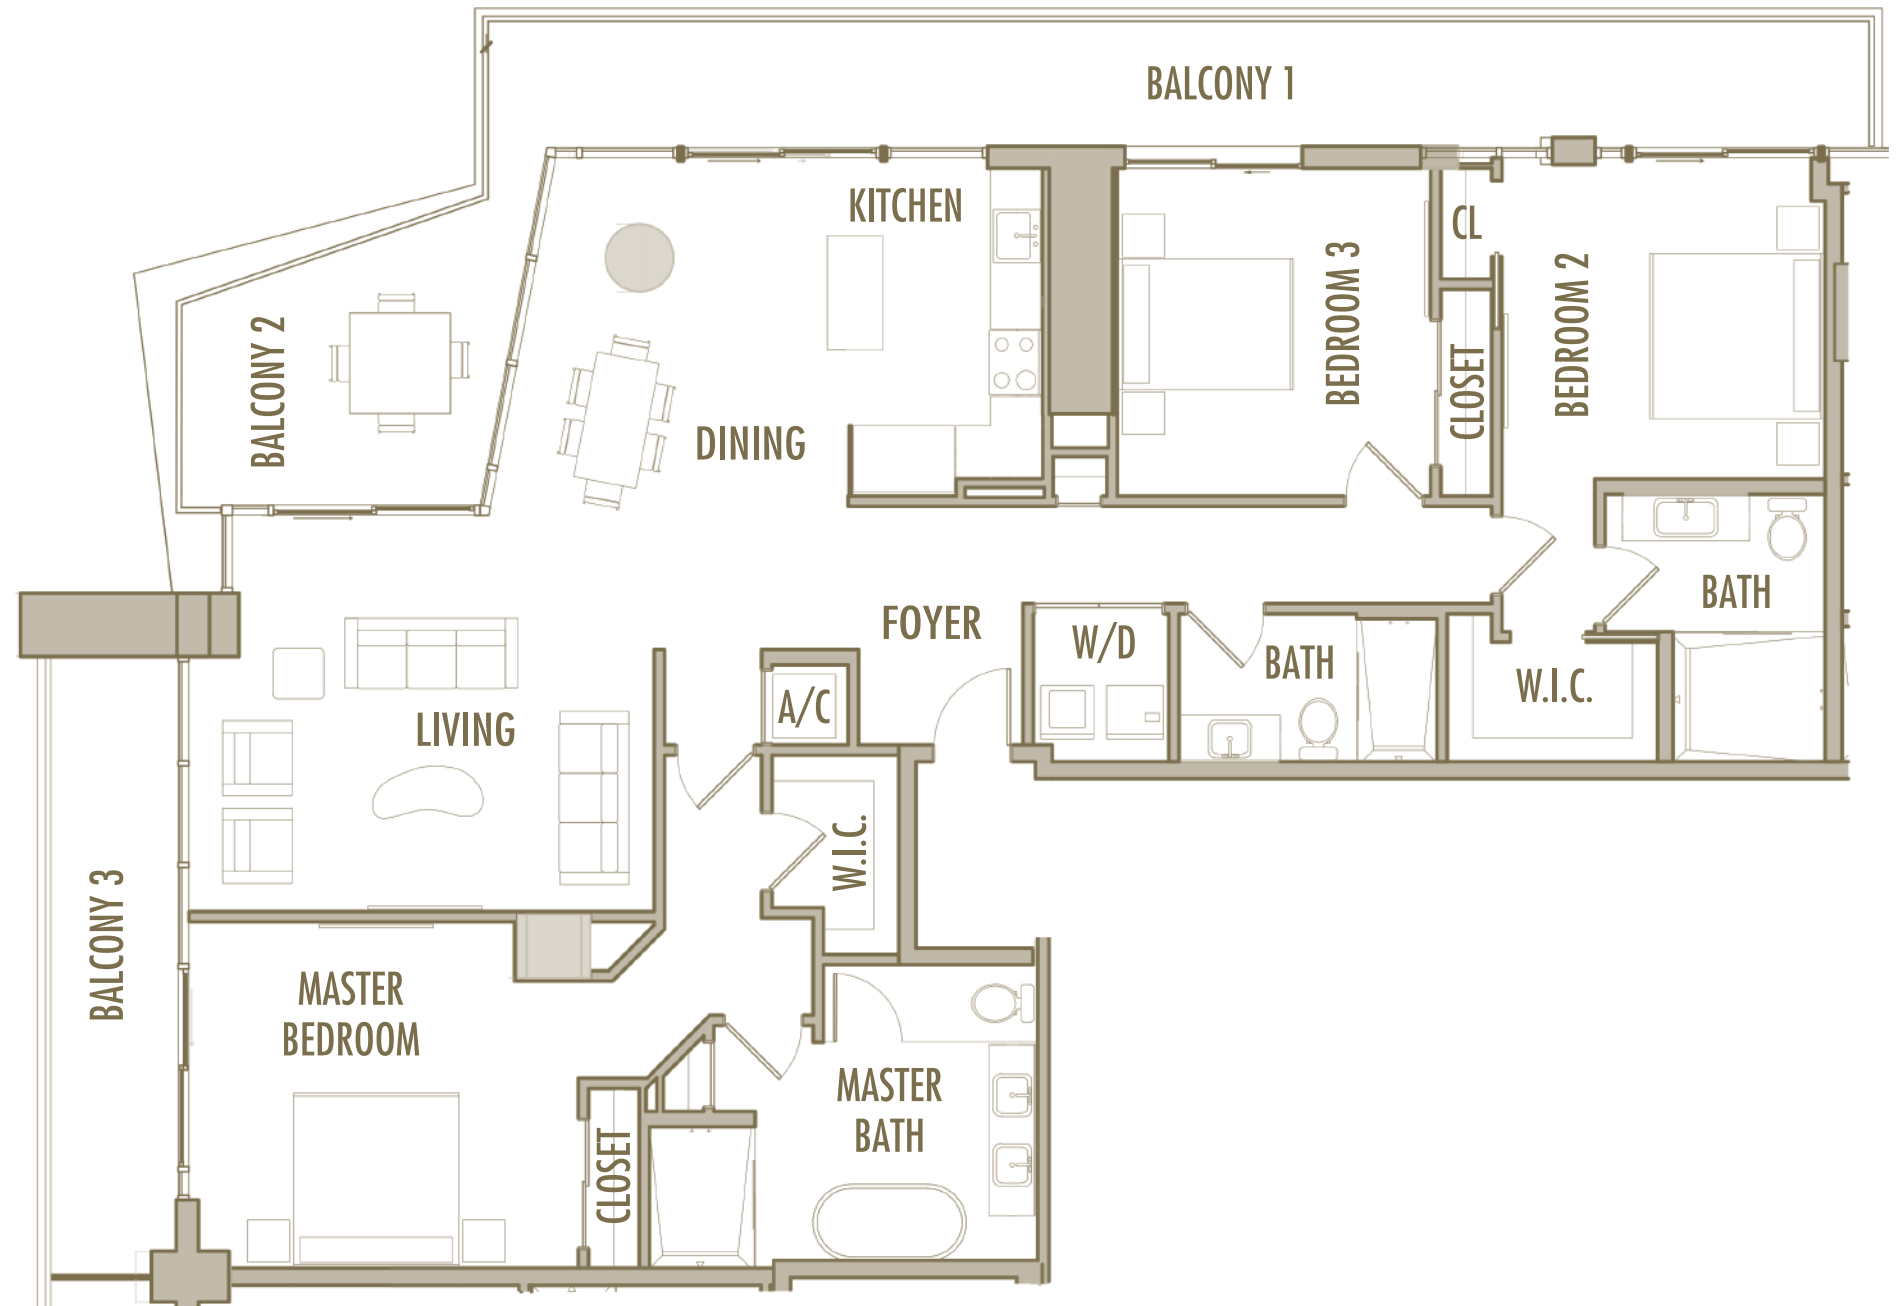 BALCONY 1
KITCHEN
CL
BEDROOM 3
BEDROOM 2
BALCONY 2
CLOSET
DINING
BATH
FOYER
W/D
BATH
W.I.C.
A/C
LIVING
W.I.C.
BALCONY 3
MASTER
BEDROOM
MASTER
BATH
CLOSET